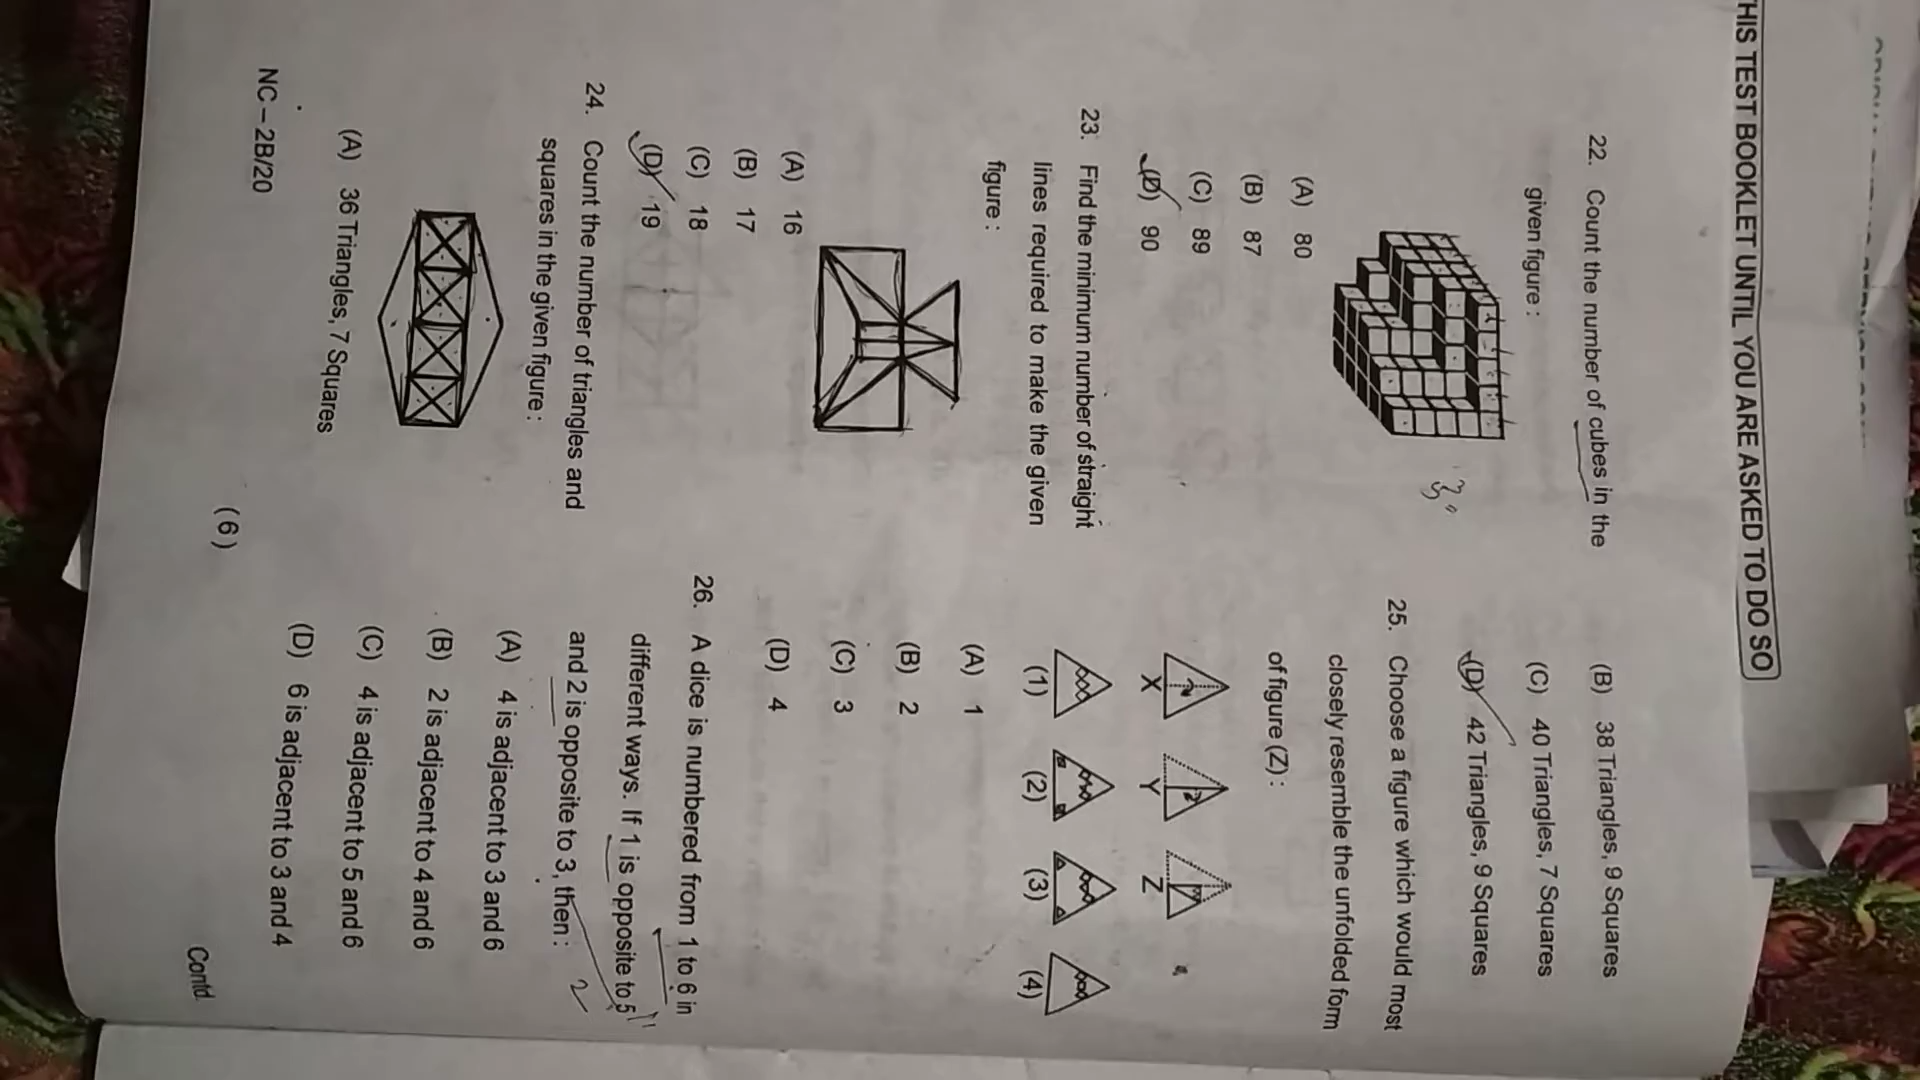 THIS TEST BOOKLET UNTIL YOU ARE ASKED TO DO SO
22. Count the number of cubes in the
given figure :
(A) 80
(B) 87
(C) 89
(D) 90
23. Find the minimum number of straight
lines required to make the given
figure :
(A) 16
(B) 17
(C) 18
(D) 19
24. Count the number of triangles and
squares in the given figure :
(A) 36 Triangles, 7 Squares
(B) 38 Triangles, 9 Squares
(C) 40 Triangles, 7 Squares
(D) 42 Triangles, 9 Squares
25. Choose a figure which would most
closely resemble the unfolded form
of figure (Z) :
X Y Z
(1) (2) (3) (4)
(A) 1
(B) 2
(C) 3
(D) 4
26. A dice is numbered from 1 to 6 in
different ways. If 1 is opposite to 5
and 2 is opposite to 3, then :
(A) 4 is adjacent to 3 and 6
(B) 2 is adjacent to 4 and 6
(C) 4 is adjacent to 5 and 6
(D) 6 is adjacent to 3 and 4
NC – 2B/20
(6)
Contd.